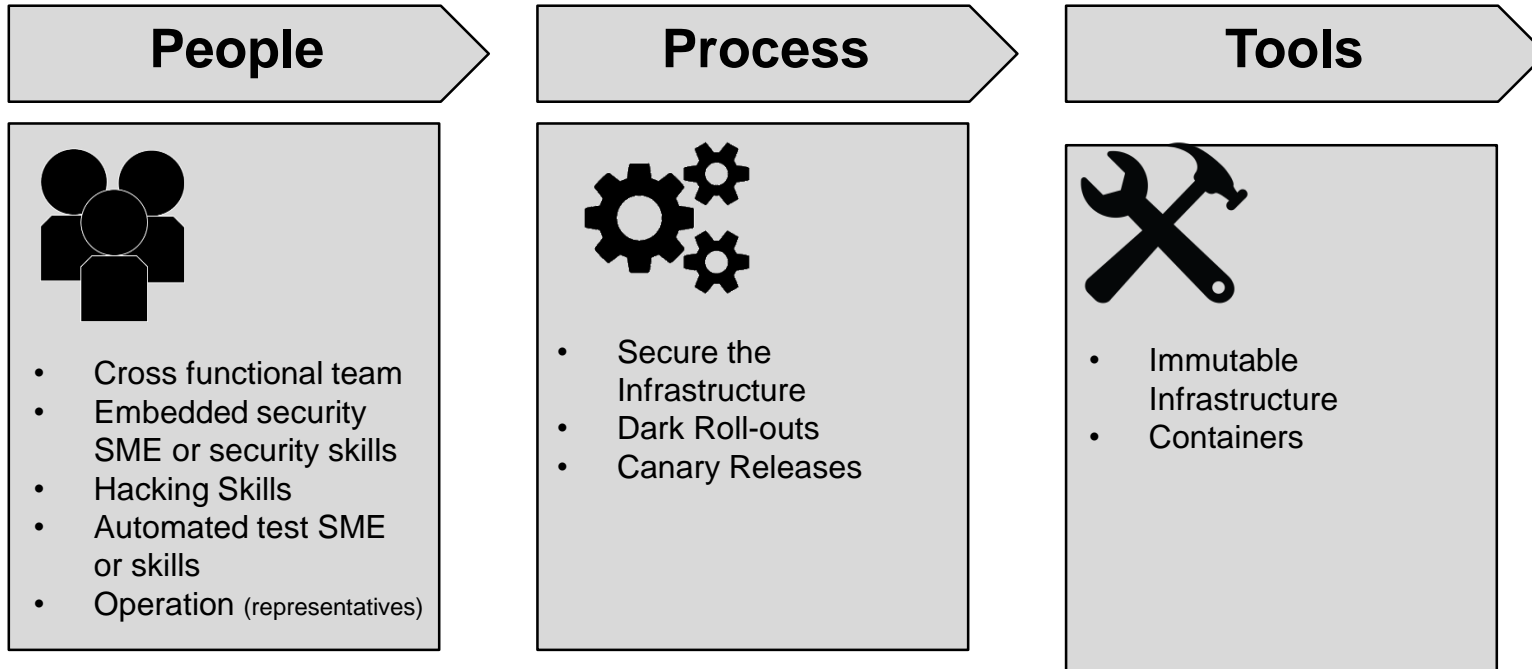 People
• Cross functional team
• Embedded security
SME or security skills
• Hacking Skills
• Automated test SME
or skills
• Operation (representatives)
Process
• Secure the
Infrastructure
• Dark Roll-outs
• Canary Releases
Tools
• Immutable
Infrastructure
• Containers